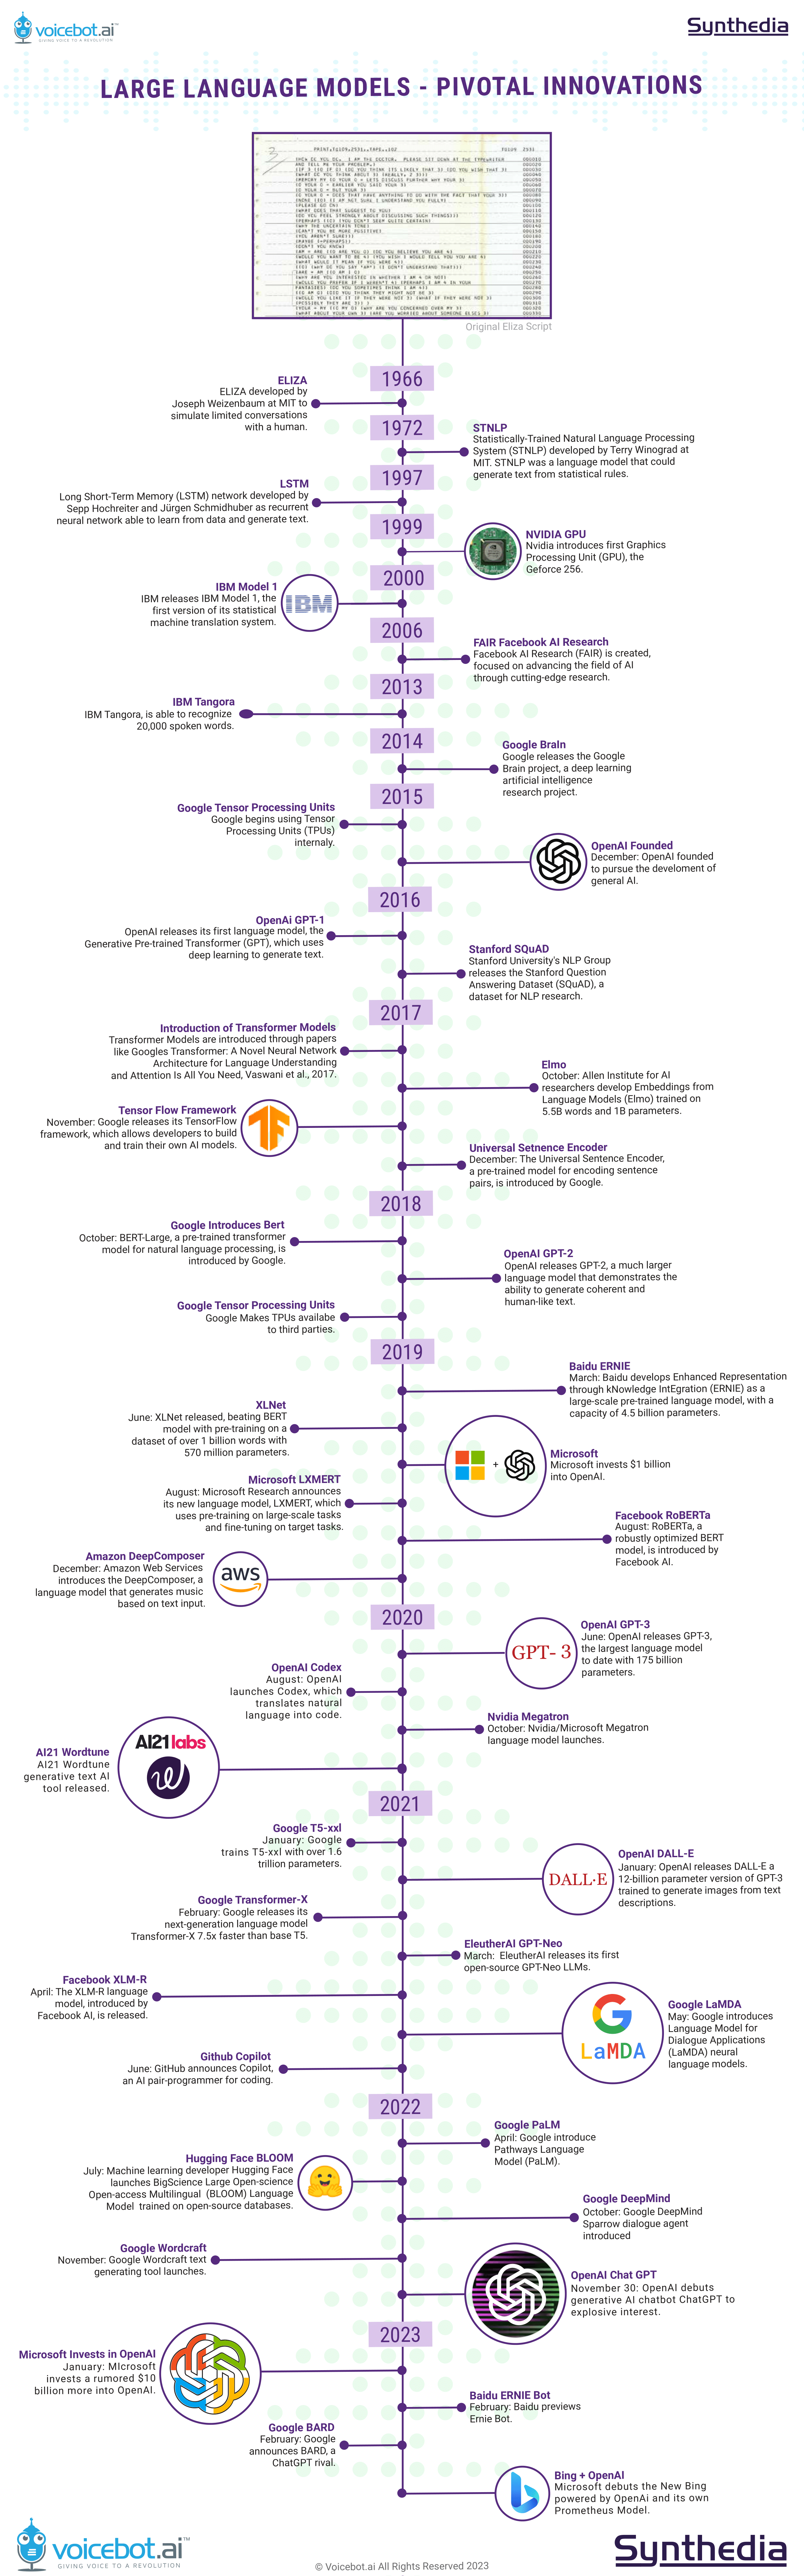 voicebot.ai™
GIVING VOICE TO A REVOLUTION
Synthedia
LARGE LANGUAGE MODELS - PIVOTAL INNOVATIONS
Original Eliza Script
1966
ELIZA
ELIZA developed by
Joseph Weizenbaum at MIT to
simulate limited conversations
with a human.
1972
STNLP
Statistically-Trained Natural Language Processing
System (STNLP) developed by Terry Winograd at
MIT. STNLP was a language model that could
generate text from statistical rules.
1997
LSTM
Long Short-Term Memory (LSTM) network developed by
Sepp Hochreiter and Jürgen Schmidhuber as recurrent
neural network able to learn from data and generate text.
1999
NVIDIA GPU
Nvidia introduces first Graphics
Processing Unit (GPU), the
Geforce 256.
2000
IBM Model 1
IBM releases IBM Model 1, the
first version of its statistical
machine translation system.
IBM
2006
FAIR Facebook AI Research
Facebook AI Research (FAIR) is created,
focused on advancing the field of AI
through cutting-edge research.
2013
IBM Tangora
IBM Tangora, is able to recognize
20,000 spoken words.
2014
Google BraIn
Google releases the Google
Brain project, a deep learning
artificial intelligence
research project.
2015
Google Tensor Processing Units
Google begins using Tensor
Processing Units (TPUs)
internaly.
OpenAI Founded
December: OpenAI founded
to pursue the develoment of
general AI.
2016
OpenAi GPT-1
OpenAI releases its first language model, the
Generative Pre-trained Transformer (GPT), which uses
deep learning to generate text.
Stanford SQuAD
Stanford University's NLP Group
releases the Stanford Question
Answering Dataset (SQuAD), a
dataset for NLP research.
2017
Introduction of Transformer Models
Transformer Models are introduced through papers
like Googles Transformer: A Novel Neural Network
Architecture for Language Understanding
and Attention Is All You Need, Vaswani et al., 2017.
Elmo
October: Allen Institute for AI
researchers develop Embeddings from
Language Models (Elmo) trained on
5.5B words and 1B parameters.
Tensor Flow Framework
November: Google releases its TensorFlow
framework, which allows developers to build
and train their own AI models.
Universal Setnence Encoder
December: The Universal Sentence Encoder,
a pre-trained model for encoding sentence
pairs, is introduced by Google.
2018
Google Introduces Bert
October: BERT-Large, a pre-trained transformer
model for natural language processing, is
introduced by Google.
OpenAI GPT-2
OpenAI releases GPT-2, a much larger
language model that demonstrates the
ability to generate coherent and
human-like text.
Google Tensor Processing Units
Google Makes TPUs availabe
to third parties.
2019
Baidu ERNIE
March: Baidu develops Enhanced Representation
through kNowledge IntEgration (ERNIE) as a
large-scale pre-trained language model, with a
capacity of 4.5 billion parameters.
XLNet
June: XLNet released, beating BERT
model with pre-training on a
dataset of over 1 billion words with
570 million parameters.
+
Microsoft
Microsoft invests $1 billion
into OpenAI.
Microsoft LXMERT
August: Microsoft Research announces
its new language model, LXMERT, which
uses pre-training on large-scale tasks
and fine-tuning on target tasks.
Facebook RoBERTa
August: RoBERTa, a
robustly optimized BERT
model, is introduced by
Facebook AI.
Amazon DeepComposer
December: Amazon Web Services
introduces the DeepComposer, a
language model that generates music
based on text input.
aws
2020
GPT- 3
OpenAI GPT-3
June: OpenAI releases GPT-3,
the largest language model
to date with 175 billion
parameters.
OpenAI Codex
August: OpenAI
launches Codex, which
translates natural
language into code.
Nvidia Megatron
October: Nvidia/Microsoft Megatron
language model launches.
AI21 Wordtune
AI21 Wordtune
generative text AI
tool released.
AI21labs
2021
Google T5-xxl
January: Google
trains T5-xxl with over 1.6
trillion parameters.
DALL·E
OpenAI DALL-E
January: OpenAI releases DALL-E a
12-billion parameter version of GPT-3
trained to generate images from text
descriptions.
Google Transformer-X
February: Google releases its
next-generation language model
Transformer-X 7.5x faster than base T5.
EleutherAI GPT-Neo
March: EleutherAI releases its first
open-source GPT-Neo LLMs.
Facebook XLM-R
April: The XLM-R language
model, introduced by
Facebook AI, is released.
LaMDA
Google LaMDA
May: Google introduces
Language Model for
Dialogue Applications
(LaMDA) neural
language models.
Github Copilot
June: GitHub announces Copilot,
an AI pair-programmer for coding.
2022
Google PaLM
April: Google introduce
Pathways Language
Model (PaLM).
Hugging Face BLOOM
July: Machine learning developer Hugging Face
launches BigScience Large Open-science
Open-access Multilingual (BLOOM) Language
Model trained on open-source databases.
Google DeepMind
October: Google DeepMind
Sparrow dialogue agent
introduced
Google Wordcraft
November: Google Wordcraft text
generating tool launches.
OpenAI Chat GPT
November 30: OpenAI debuts
generative AI chatbot ChatGPT to
explosive interest.
2023
Microsoft Invests in OpenAI
January: MIcrosoft
invests a rumored $10
billion more into OpenAI.
Baidu ERNIE Bot
February: Baidu previews
Ernie Bot.
Google BARD
February: Google
announces BARD, a
ChatGPT rival.
Bing + OpenAI
Microsoft debuts the New Bing
powered by OpenAi and its own
Prometheus Model.
voicebot.ai™
GIVING VOICE TO A REVOLUTION
© Voicebot.ai All Rights Reserved 2023
Synthedia